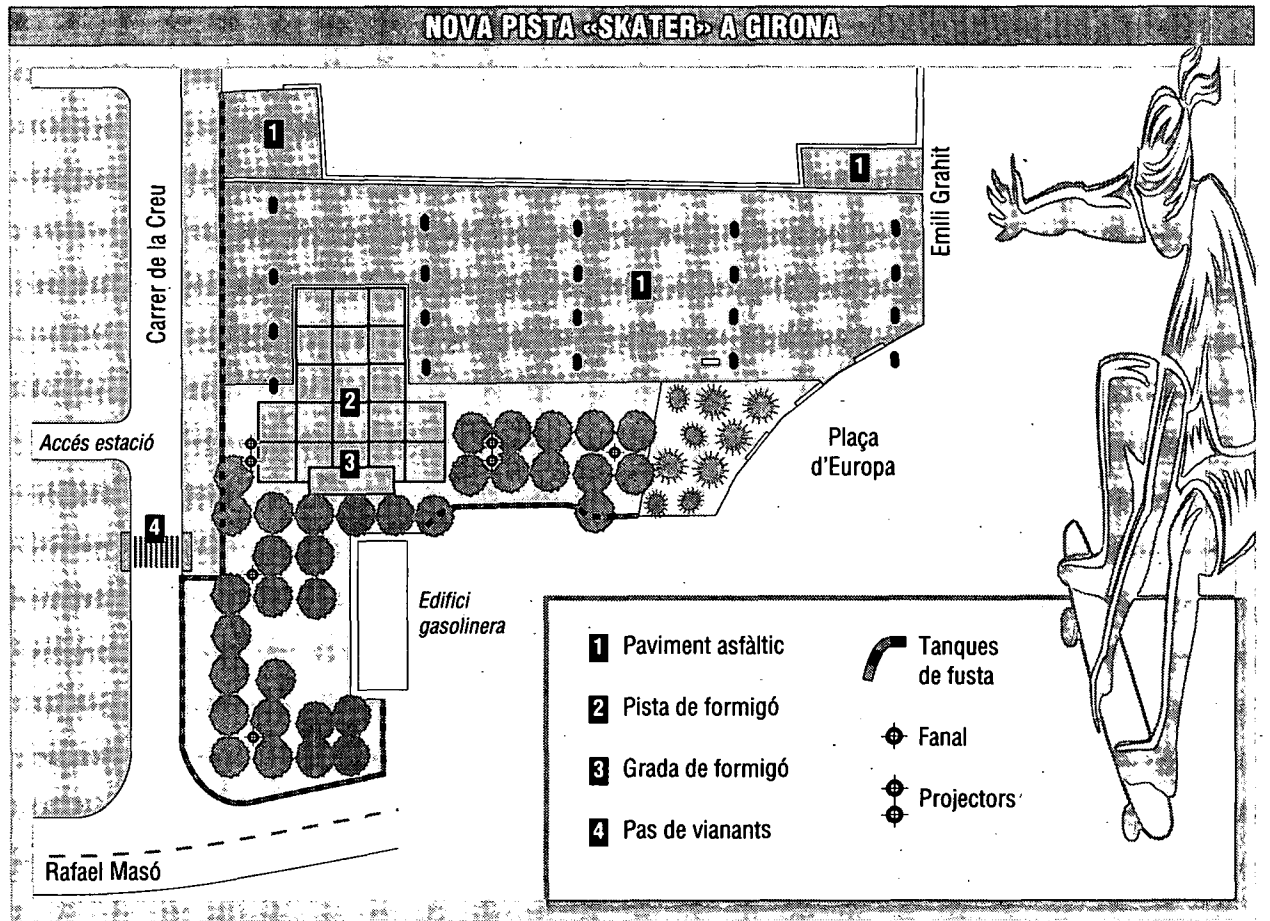 NOVA PISTA «SKATER» A GIRONA
1
1
Carrer de la Creu
Emili Grahit
1
2
Accés estació
3
Plaça
d'Europa
4
Edifici
gasolinera
1 Paviment asfàltic
2 Pista de formigó
3 Grada de formigó
4 Pas de vianants
Tanques
de fusta
Fanal
Projectors
Rafael Masó